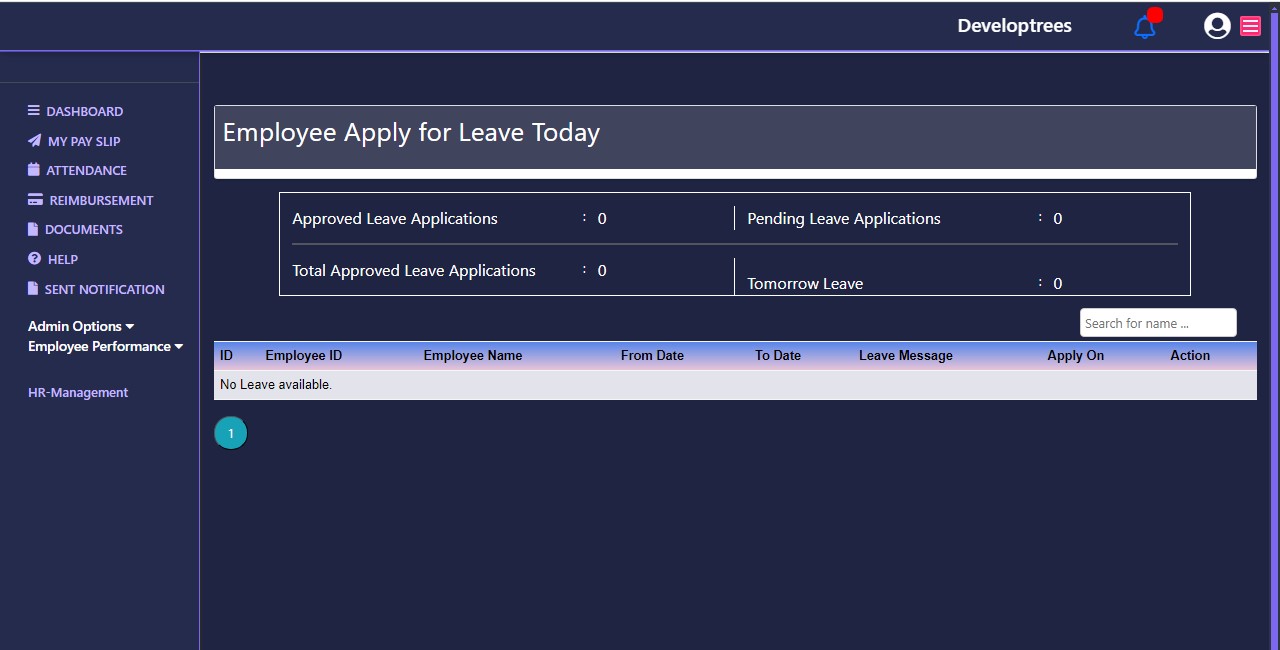 Developtrees
DASHBOARD
MY PAY SLIP
ATTENDANCE
REIMBURSEMENT
DOCUMENTS
HELP
SENT NOTIFICATION
Admin Options
Employee Performance
HR-Management
Employee Apply for Leave Today
Approved Leave Applications : 0 Pending Leave Applications : 0
Total Approved Leave Applications : 0 Tomorrow Leave : 0
Search for name ...
ID Employee ID Employee Name From Date To Date Leave Message Apply On Action
No Leave available.
1